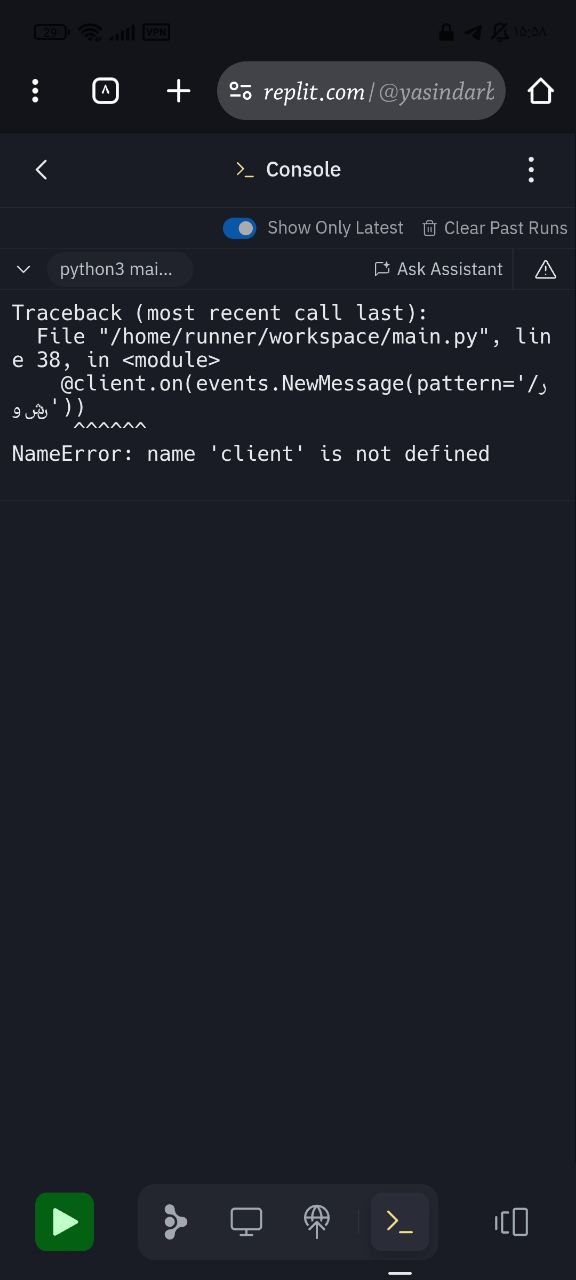 29 VPN ۱۵:۵۸
replit.com/@yasindark
Console
Show Only Latest Clear Past Runs
python3 mai... Ask Assistant
Traceback (most recent call last):
  File "/home/runner/workspace/main.py", lin
e 38, in <module>
    @client.on(events.NewMessage(pattern='/ر
وشن'))
     ^^^^^^
NameError: name 'client' is not defined